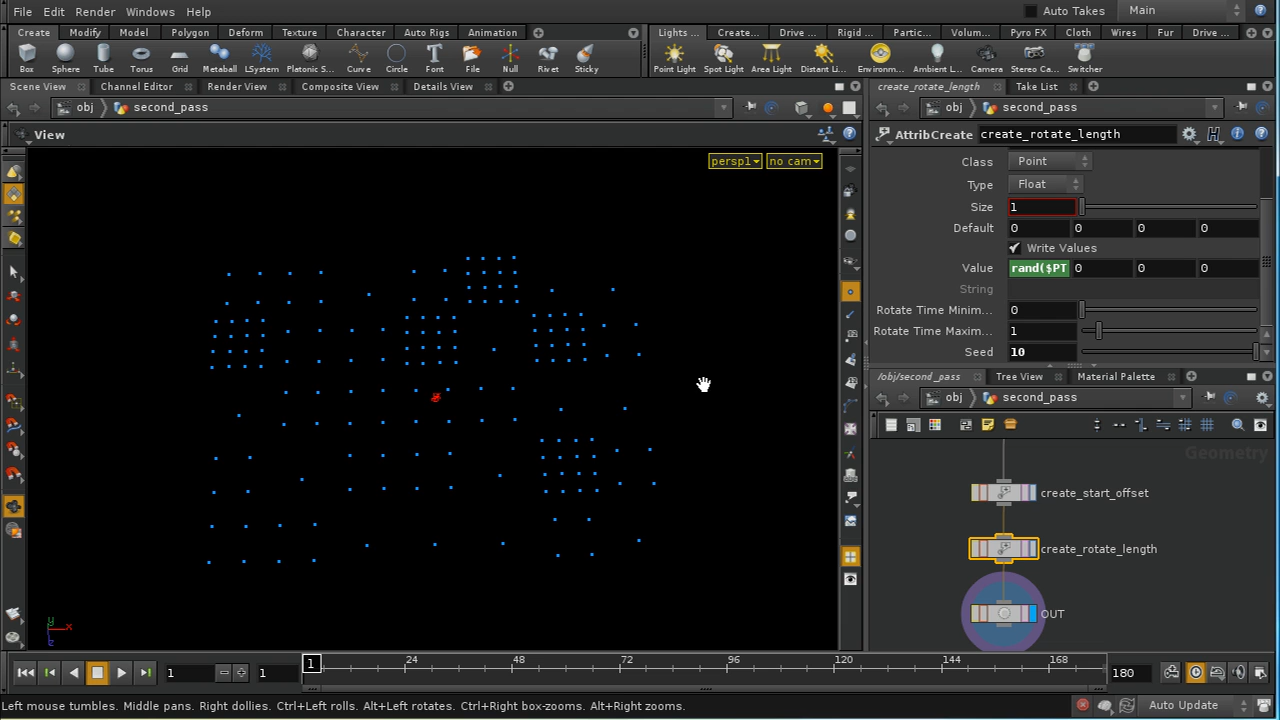 File Edit Render Windows Help Auto Takes Main
Create Modify Model Polygon Deform Texture Character Auto Rigs Animation Lights ... Create... Drive ... Rigid ... Partic... Volum... Pyro FX Cloth Wires Fur Drive ...
Box Sphere Tube Torus Grid Metaball LSystem Platonic S... Curve Circle Font File Null Rivet Sticky Point Light Spot Light Area Light Distant Li... Environm... Ambient L... Camera Stereo Ca... Switcher
Scene View Channel Editor Render View Composite View Details View create_rotate_length Take List
obj second_pass obj second_pass
View AttribCreate create_rotate_length
persp1 no cam
Class Point
Type Float
Size 1
Default 0 0 0 0
Write Values
Value rand($PT 0 0 0
String
Rotate Time Minim... 0
Rotate Time Maxim... 1
Seed 10
/obj/second_pass Tree View Material Palette
obj second_pass
Geometry
create_start_offset
create_rotate_length
OUT
y x z
1 1 1 24 48 72 96 120 144 168 180
Left mouse tumbles. Middle pans. Right dollies. Ctrl+Left rolls. Alt+Left rotates. Ctrl+Right box-zooms. Alt+Right zooms. Auto Update